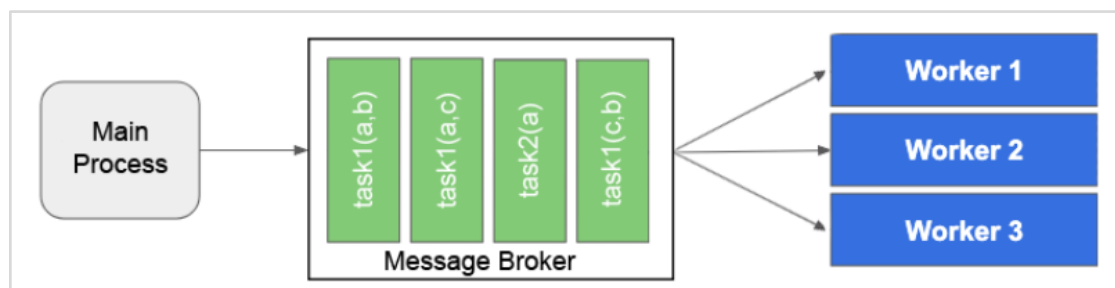 Main
Process
task1(a,b)
task1(a,c)
task2(a)
task1(c,b)
Message Broker
Worker 1
Worker 2
Worker 3